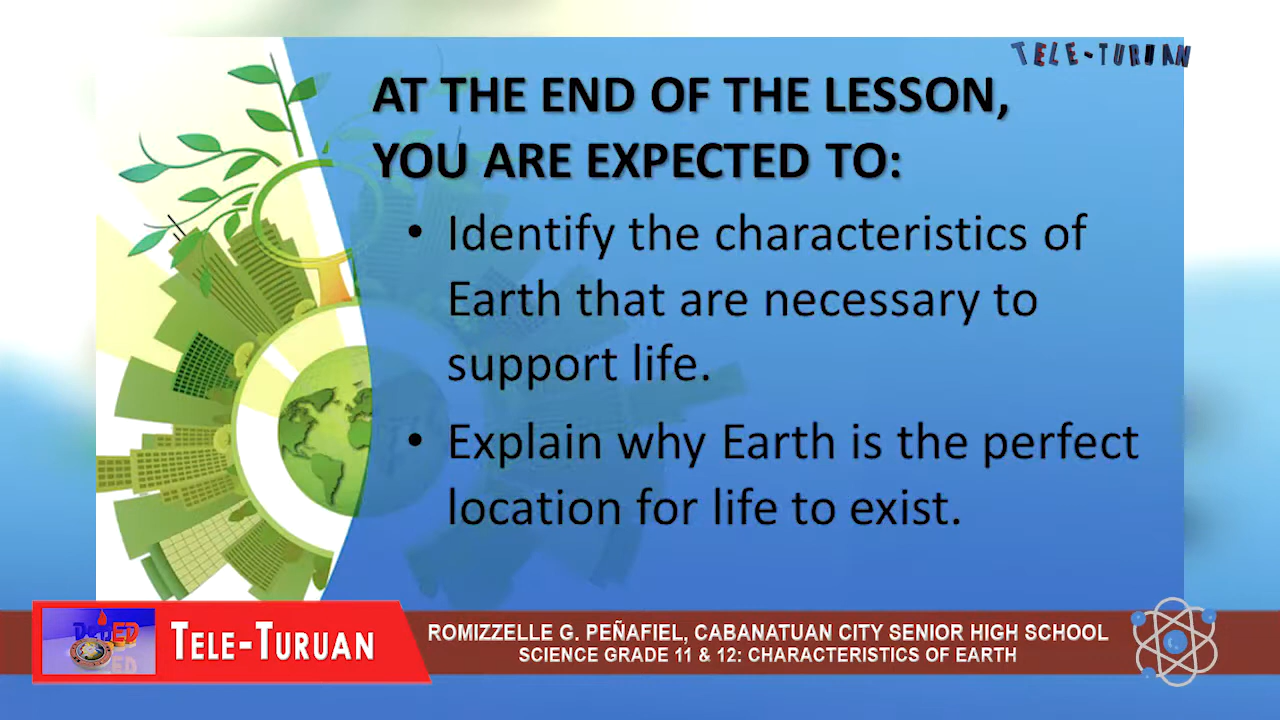 TELE-TURUAN
AT THE END OF THE LESSON,
YOU ARE EXPECTED TO:
• Identify the characteristics of
Earth that are necessary to
support life.
• Explain why Earth is the perfect
location for life to exist.
DepED
TELE-TURUAN
ROMIZZELLE G. PEÑAFIEL, CABANATUAN CITY SENIOR HIGH SCHOOL
SCIENCE GRADE 11 & 12: CHARACTERISTICS OF EARTH